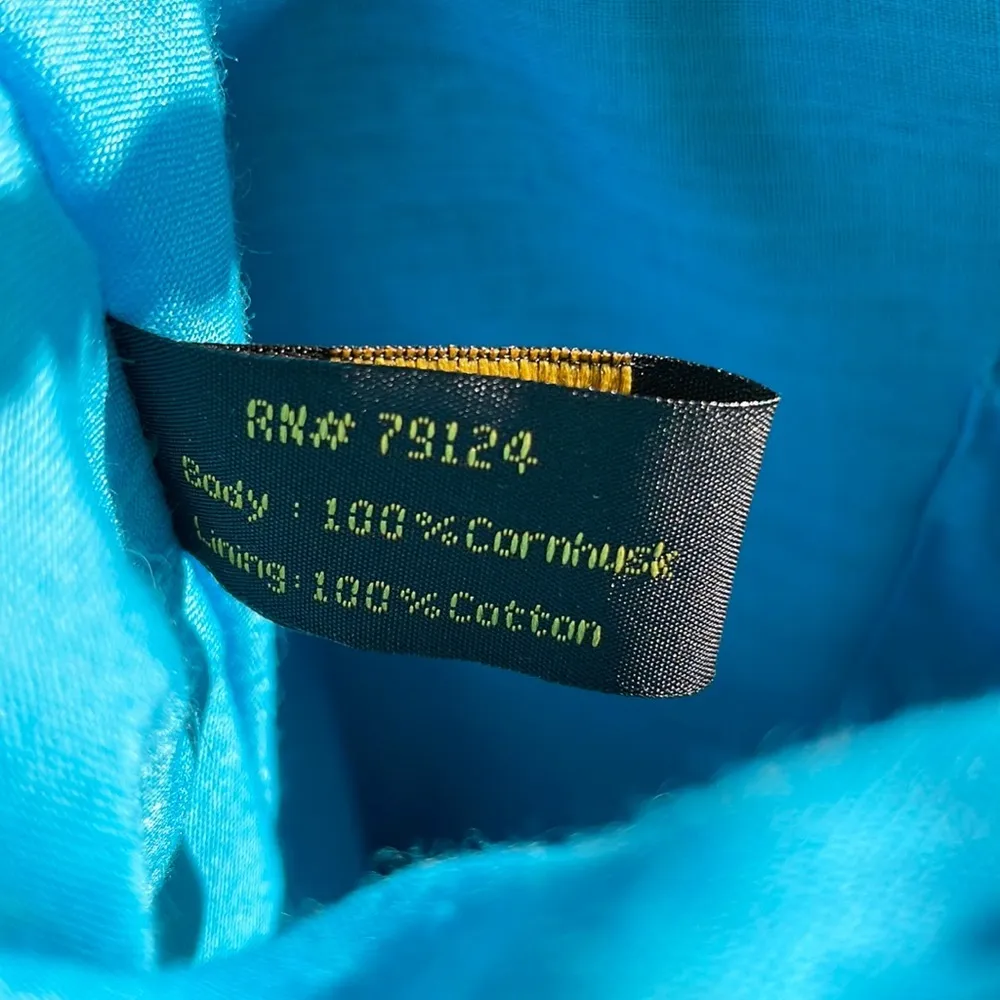 RN# 79124
Body : 100%Cornhusk
Lining:100%Cotton